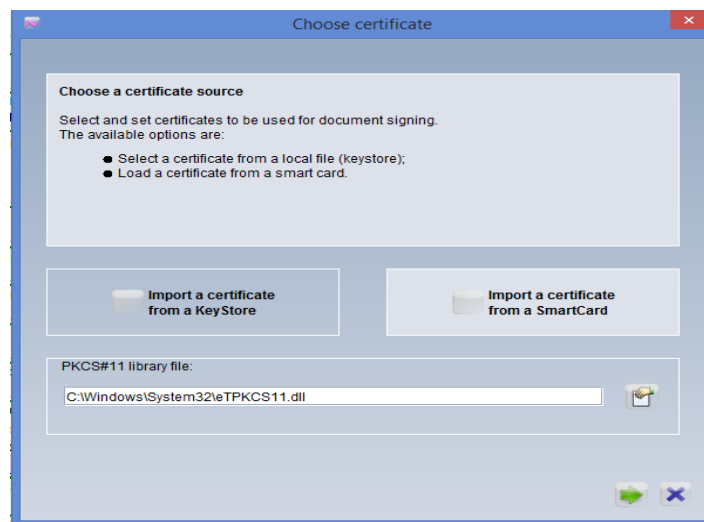 Choose certificate
Choose a certificate source
Select and set certificates to be used for document signing.
The available options are:
Select a certificate from a local file (keystore);
Load a certificate from a smart card.
Import a certificate
from a KeyStore
Import a certificate
from a SmartCard
PKCS#11 library file:
C:\Windows\System32\eTPKCS11.dll